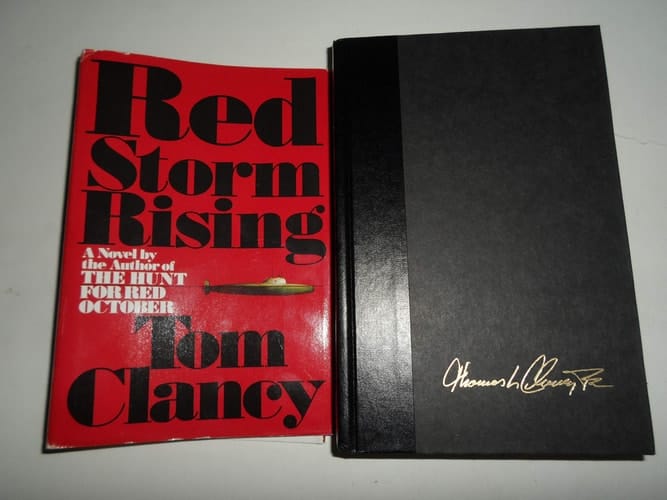 Red
Storm
Rising
A Novel by
the Author of
THE HUNT
FOR RED
OCTOBER
Tom
Clancy
Thomas L Clancy Jr